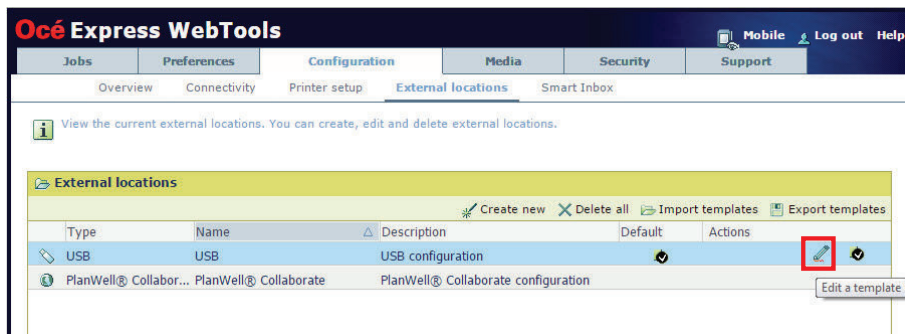 Océ Express WebTools
Mobile Log out Help
Jobs Preferences Configuration Media Security Support
Overview Connectivity Printer setup External locations Smart Inbox
View the current external locations. You can create, edit and delete external locations.
External locations
Create new Delete all Import templates Export templates
Type Name Description Default Actions
USB USB USB configuration
PlanWell® Collabor... PlanWell® Collaborate PlanWell® Collaborate configuration
Edit a template